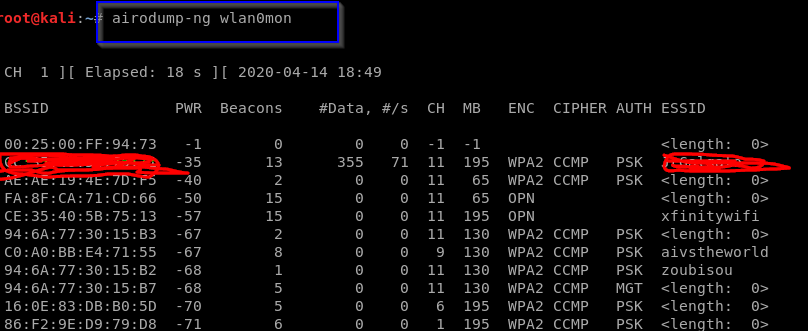 root@kali:~# airodump-ng wlan0mon
CH 1 ][ Elapsed: 18 s ][ 2020-04-14 18:49
BSSID PWR Beacons #Data, #/s CH MB ENC CIPHER AUTH ESSID
00:25:00:FF:94:73 -1 0 0 0 -1 -1 <length: 0>
-35 13 355 71 11 195 WPA2 CCMP PSK
AE:AE:19:4E:7D:F5 -40 2 0 0 11 65 WPA2 CCMP PSK <length: 0>
FA:8F:CA:71:CD:66 -50 15 0 0 11 65 OPN <length: 0>
CE:35:40:5B:75:13 -57 15 0 0 11 195 OPN xfinitywifi
94:6A:77:30:15:B3 -67 2 0 0 11 130 WPA2 CCMP PSK <length: 0>
C0:A0:BB:E4:71:55 -67 8 0 0 9 130 WPA2 CCMP PSK aivstheworld
94:6A:77:30:15:B2 -68 1 0 0 11 130 WPA2 CCMP PSK zoubisou
94:6A:77:30:15:B7 -68 5 0 0 11 130 WPA2 CCMP MGT <length: 0>
16:0E:83:DB:B0:5D -70 5 0 0 6 195 WPA2 CCMP PSK <length: 0>
86:F2:9E:D9:79:D8 -71 6 0 0 1 195 WPA2 CCMP PSK <length: 0>